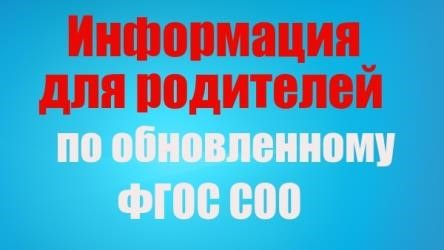 Информация
для родителей
по обновленному
ФГОС СОО